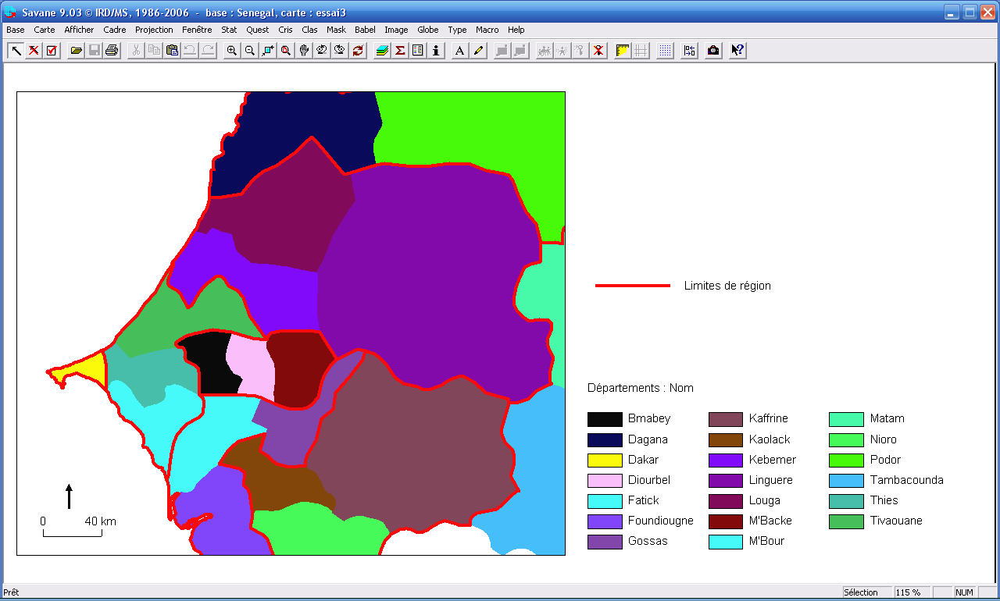 Savane 9.03 © IRD/MS, 1986-2006 - base : Senegal, carte : essai3
Base Carte Afficher Cadre Projection Fenêtre Stat Quest Cris Clas Mask Babel Image Globe Type Macro Help
Limites de région
Départements : Nom
Bmabey Kaffrine Matam
Dagana Kaolack Nioro
Dakar Kebemer Podor
Diourbel Linguere Tambacounda
Fatick Louga Thies
Foundiougne M'Backe Tivaouane
Gossas M'Bour
0 40 km
Prêt Sélection 115 % NUM